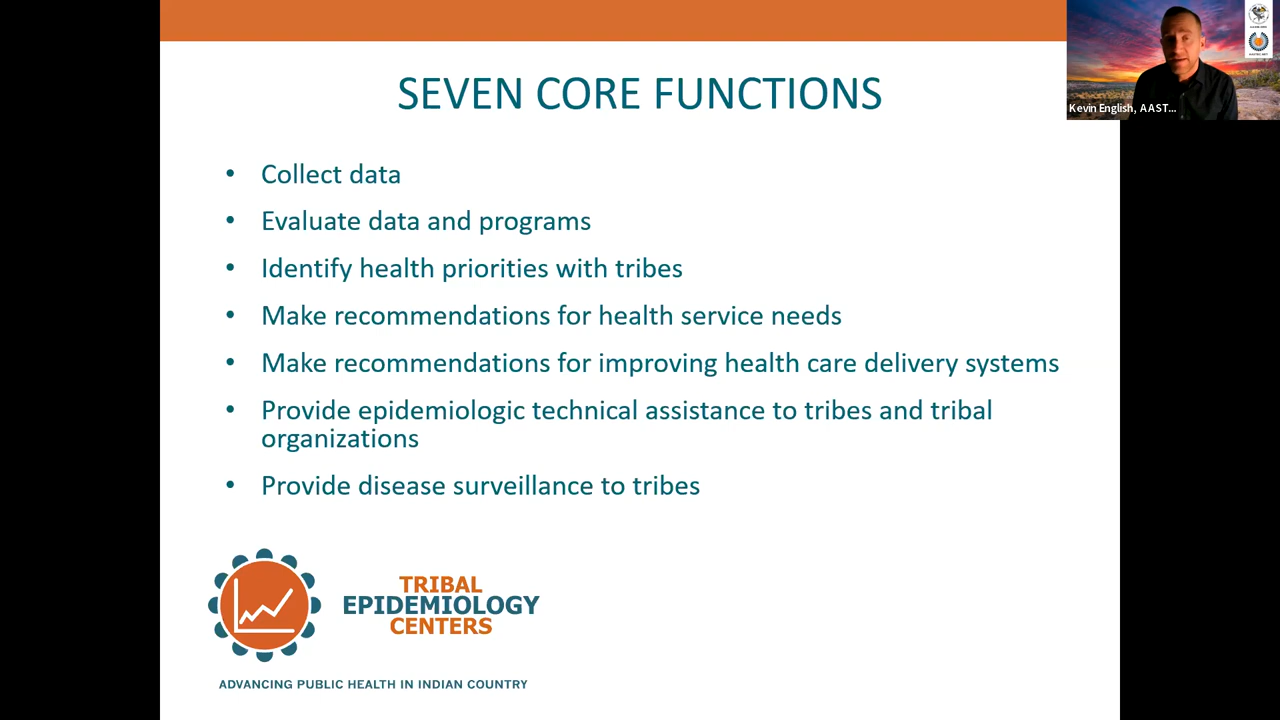 SEVEN CORE FUNCTIONS
Kevin English, AAST...
• Collect data
• Evaluate data and programs
• Identify health priorities with tribes
• Make recommendations for health service needs
• Make recommendations for improving health care delivery systems
• Provide epidemiologic technical assistance to tribes and tribal
organizations
• Provide disease surveillance to tribes
TRIBAL
EPIDEMIOLOGY
CENTERS
ADVANCING PUBLIC HEALTH IN INDIAN COUNTRY